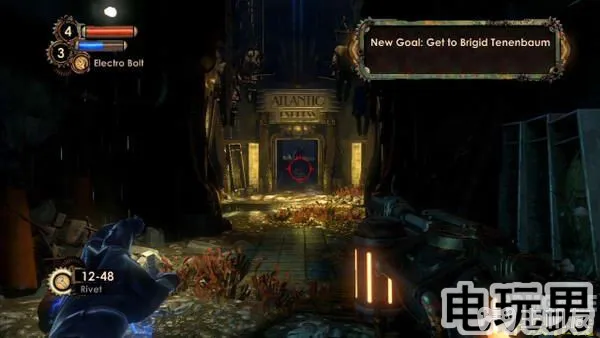 4
New Goal: Get to Brigid Tenenbaum
3
Electro Bolt
ATLANTIC
EXPRESS
12-48
Rivet
电玩男